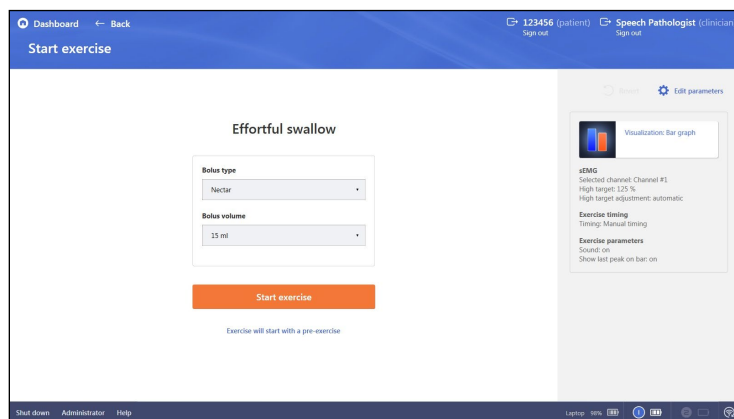 Dashboard ← Back
123456 (patient)
Sign out
Speech Pathologist (clinician
Sign out
Start exercise
Revert
Edit parameters
Effortful swallow
Bolus type
Nectar
Bolus volume
15 ml
Start exercise
Exercise will start with a pre-exercise
Visualization: Bar graph
sEMG
Selected channel: Channel #1
High target: 125 %
High target adjustment: automatic
Exercise timing
Timing: Manual timing
Exercise parameters
Sound: on
Show last peak on bar: on
Shut down Administrator Help
Laptop 98%